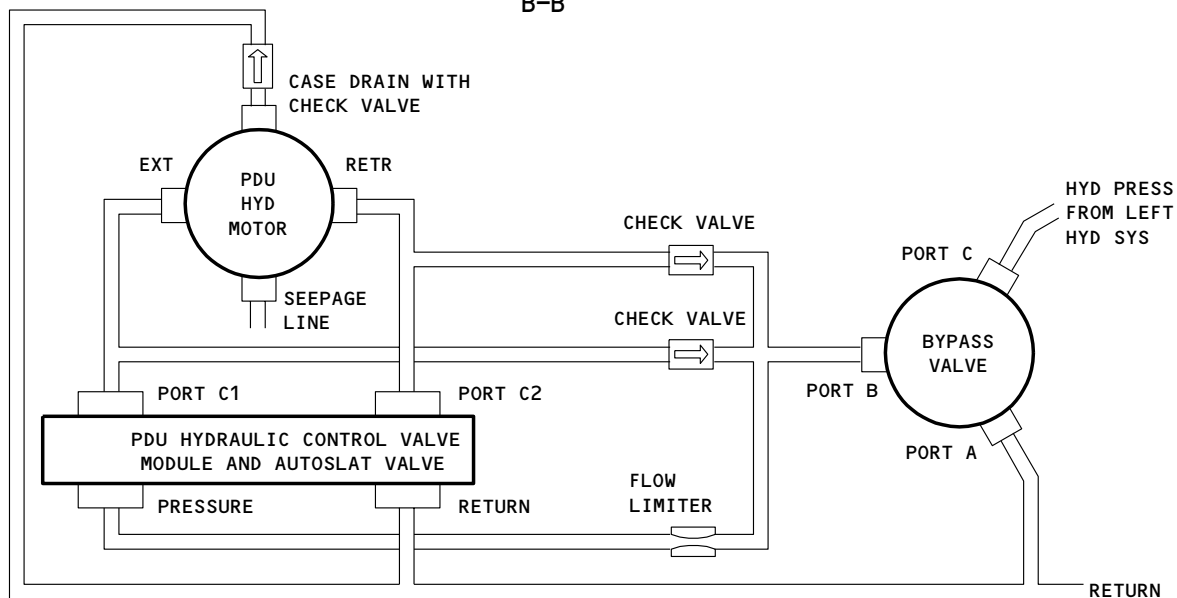 B-B
CASE DRAIN WITH
CHECK VALVE
EXT
RETR
PDU
HYD
MOTOR
SEEPAGE
LINE
CHECK VALVE
CHECK VALVE
HYD PRESS
FROM LEFT
HYD SYS
PORT C
BYPASS
VALVE
PORT B
PORT A
PORT C1
PORT C2
PDU HYDRAULIC CONTROL VALVE
MODULE AND AUTOSLAT VALVE
PRESSURE
RETURN
FLOW
LIMITER
RETURN